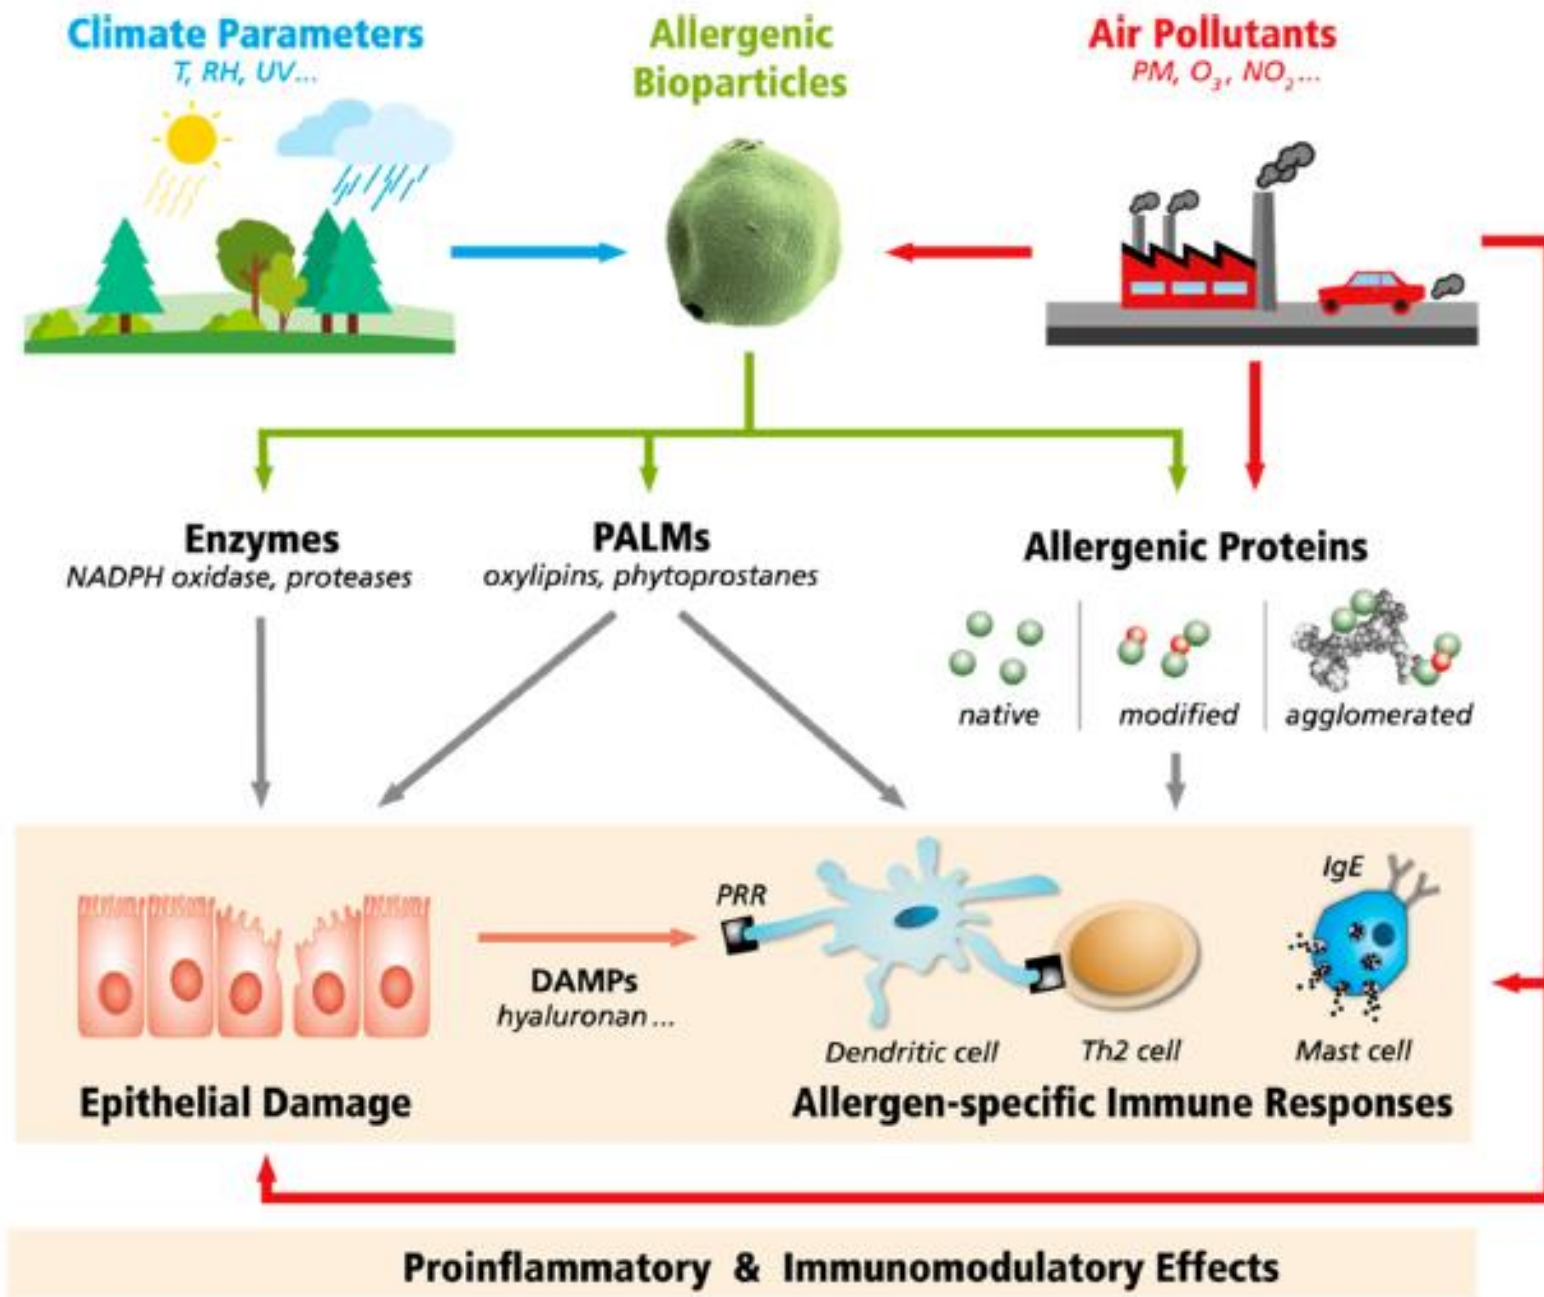 Climate Parameters
T, RH, UV...
Allergenic
Bioparticles
Air Pollutants
PM, O₃, NO₂...
Enzymes
NADPH oxidase, proteases
PALMs
oxylipins, phytoprostanes
Allergenic Proteins
native
modified
agglomerated
PRR
IgE
DAMPs
hyaluronan ...
Dendritic cell
Th2 cell
Mast cell
Epithelial Damage
Allergen-specific Immune Responses
Proinflammatory & Immunomodulatory Effects